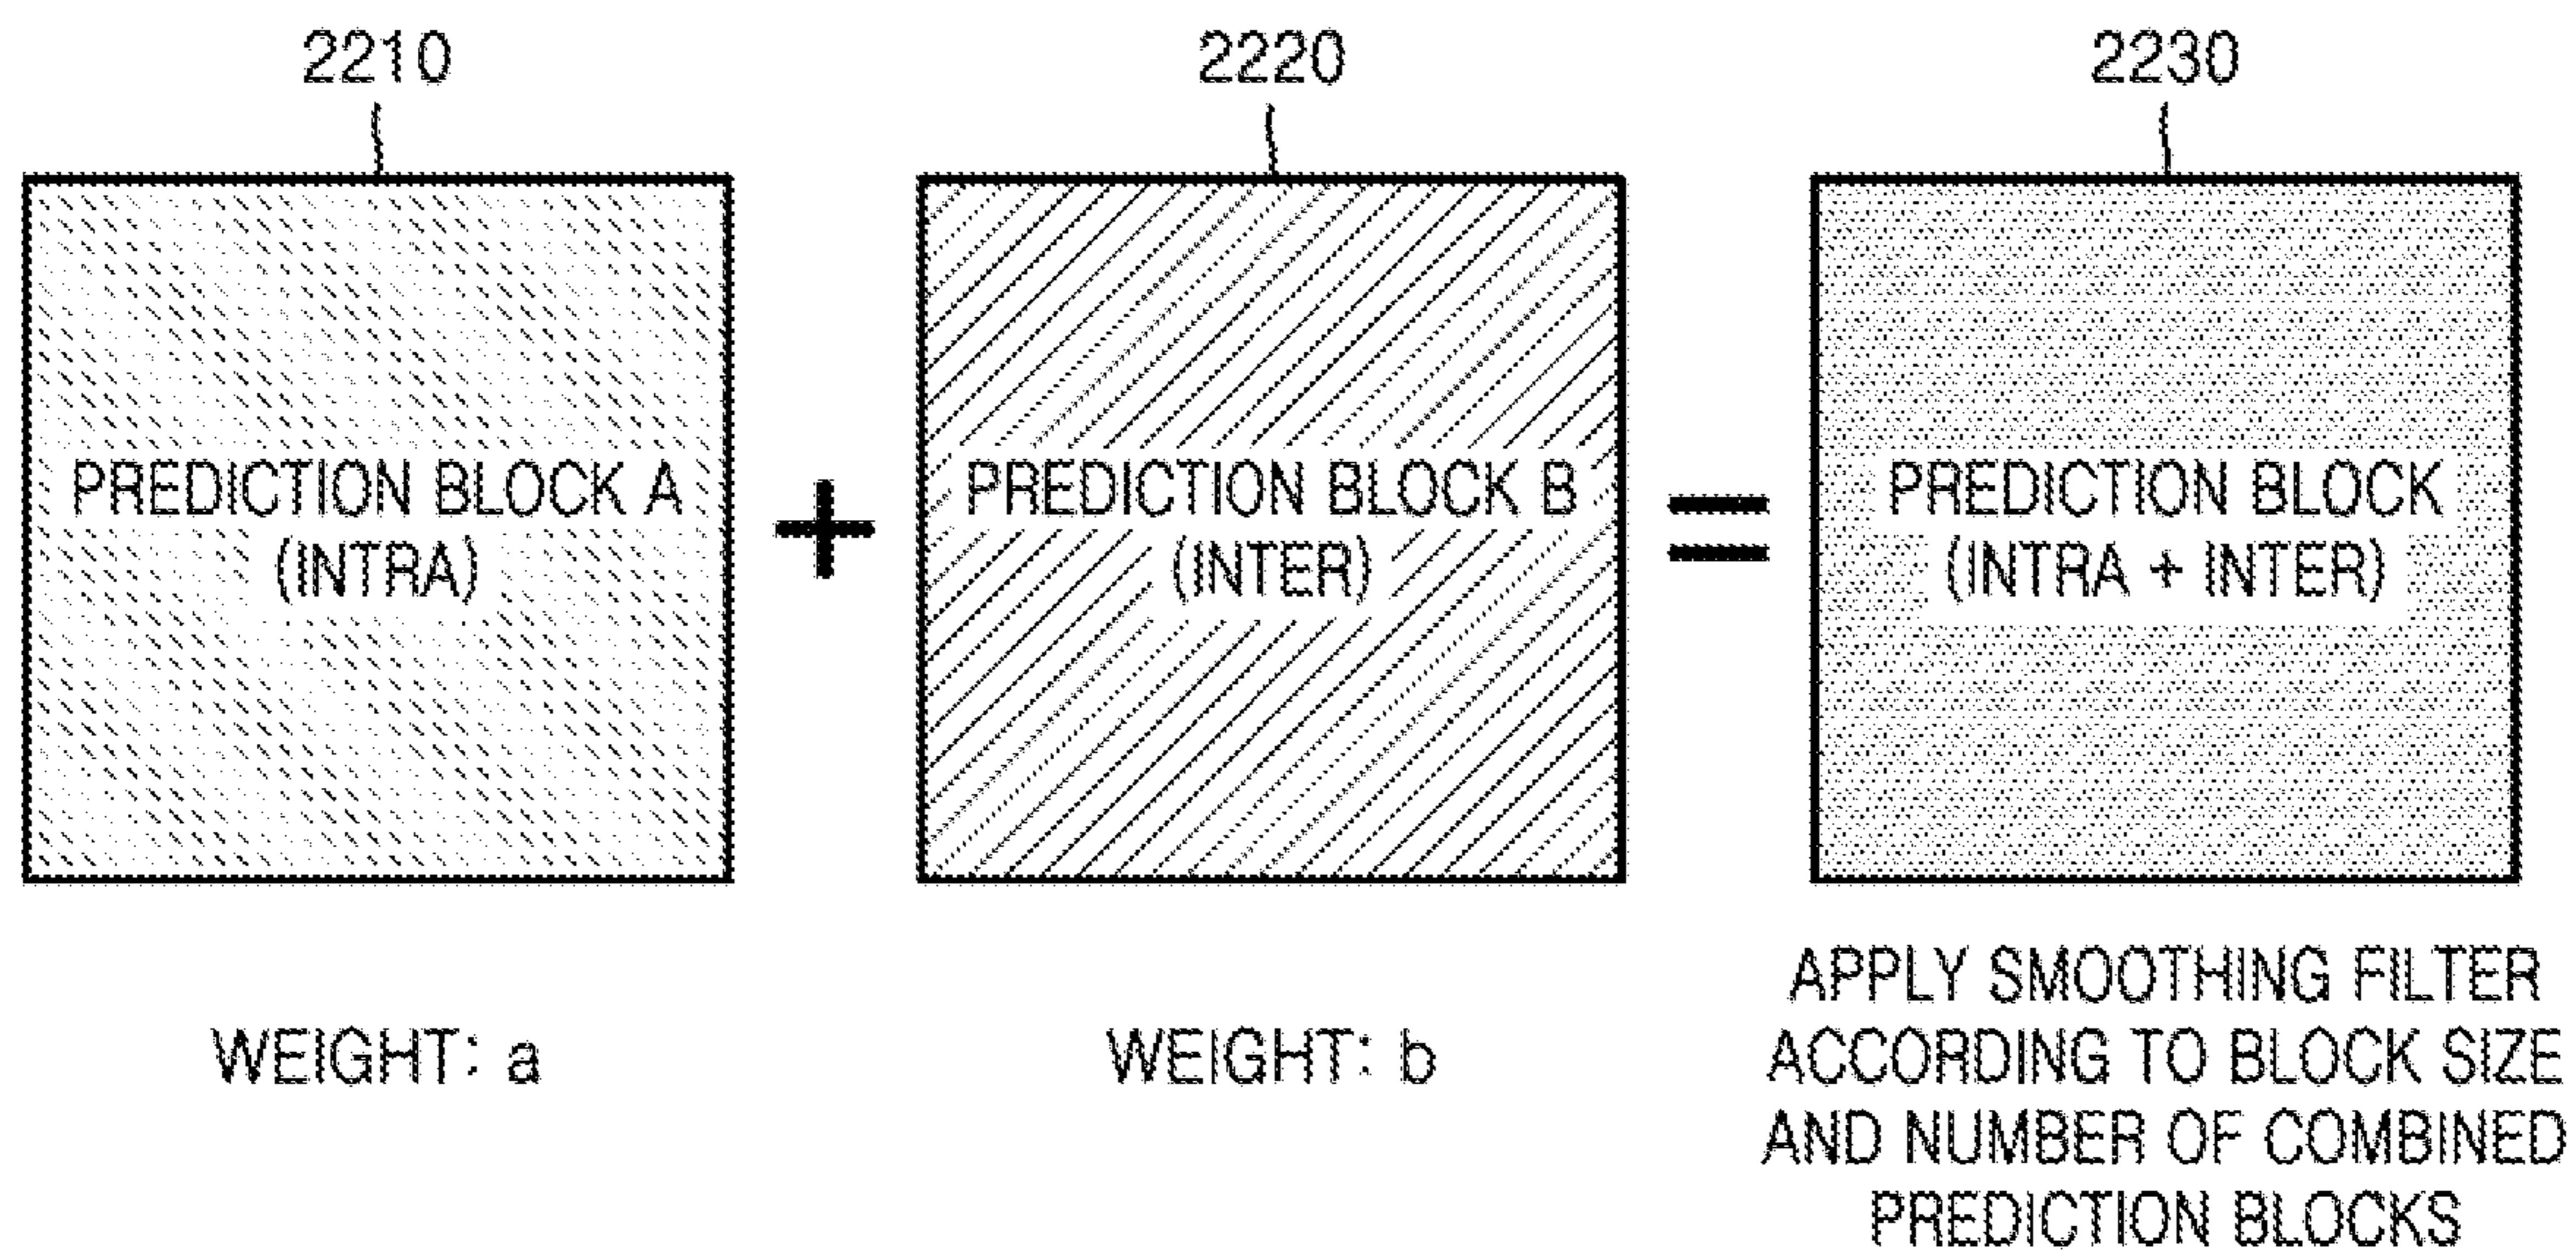 2210
2220
2230
PREDICTION BLOCK A
(INTRA)
+
PREDICTION BLOCK B
(INTER)
=
PREDICTION BLOCK
(INTRA + INTER)
WEIGHT: a
WEIGHT: b
APPLY SMOOTHING FILTER
ACCORDING TO BLOCK SIZE
AND NUMBER OF COMBINED
PREDICTION BLOCKS